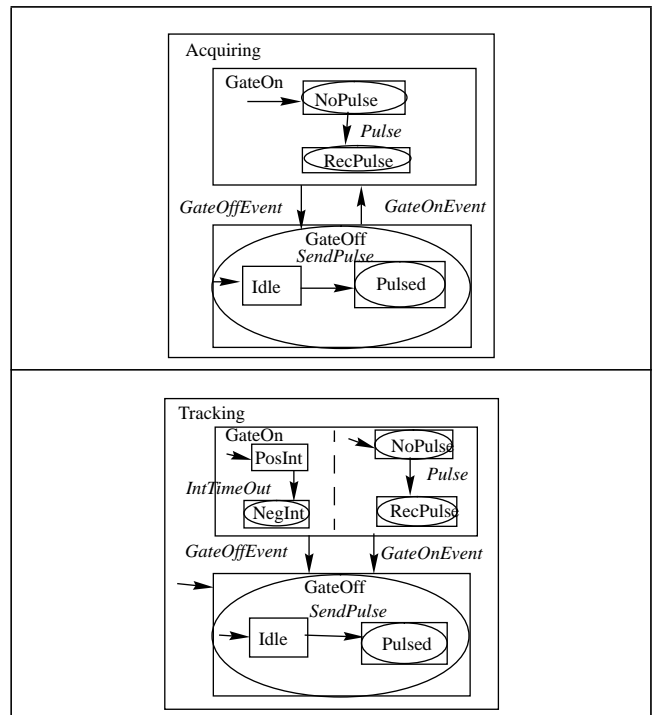 Acquiring
GateOn
NoPulse
Pulse
RecPulse
GateOffEvent
GateOnEvent
GateOff
SendPulse
Idle
Pulsed
Tracking
GateOn
NoPulse
PosInt
Pulse
IntTimeOut
NegInt
RecPulse
GateOffEvent
GateOnEvent
GateOff
SendPulse
Idle
Pulsed